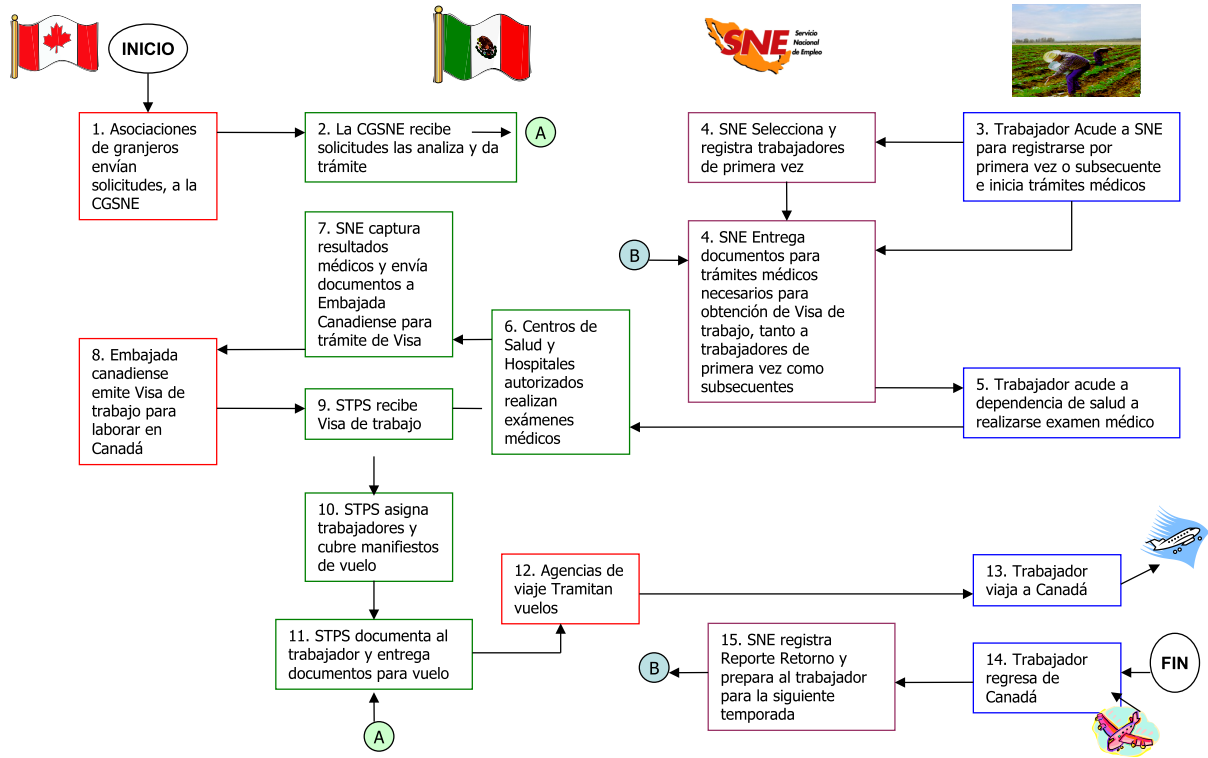 INICIO
SNE
Servicio
Nacional
de Empleo
1. Asociaciones
de granjeros
envían
solicitudes, a la
CGSNE
2. La CGSNE recibe
solicitudes las analiza y da
trámite
A
4. SNE Selecciona y
registra trabajadores
de primera vez
3. Trabajador Acude a SNE
para registrarse por
primera vez o subsecuente
e inicia trámites médicos
7. SNE captura
resultados
médicos y envía
documentos a
Embajada
Canadiense para
trámite de Visa
B
4. SNE Entrega
documentos para
trámites médicos
necesarios para
obtención de Visa de
trabajo, tanto a
trabajadores de
primera vez como
subsecuentes
6. Centros de
Salud y
Hospitales
autorizados
realizan
exámenes
médicos
8. Embajada
canadiense
emite Visa de
trabajo para
laborar en
Canadá
9. STPS recibe
Visa de trabajo
5. Trabajador acude a
dependencia de salud a
realizarse examen médico
10. STPS asigna
trabajadores y
cubre manifiestos
de vuelo
12. Agencias de
viaje Tramitan
vuelos
13. Trabajador
viaja a Canadá
11. STPS documenta al
trabajador y entrega
documentos para vuelo
B
15. SNE registra
Reporte Retorno y
prepara al trabajador
para la siguiente
temporada
14. Trabajador
regresa de
Canadá
FIN
A